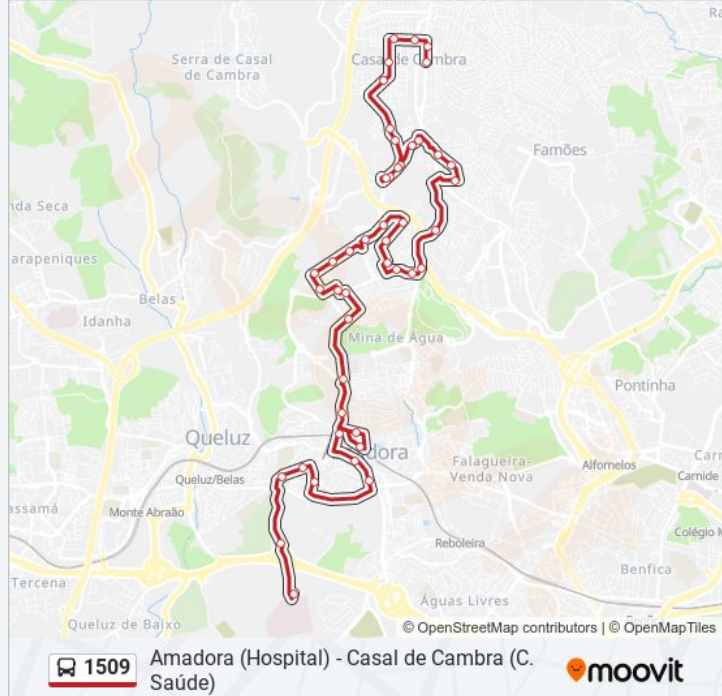 Serra de Casal
de Cambra
Casal de Cambra
Famões
nda Seca
arapeniques
Belas
Idanha
Mina de Água
Pontinha
Queluz
Amadora
Falagueira-
Venda Nova
Alfornelos
Carnide
Queluz/Belas
assamá
Monte Abraão
Colégio M
Reboleira
Benfica
Tercena
Águas Livres
Queluz de Baixo
© OpenStreetMap contributors | © OpenMapTiles
1509
Amadora (Hospital) - Casal de Cambra (C.
Saúde)
moovit